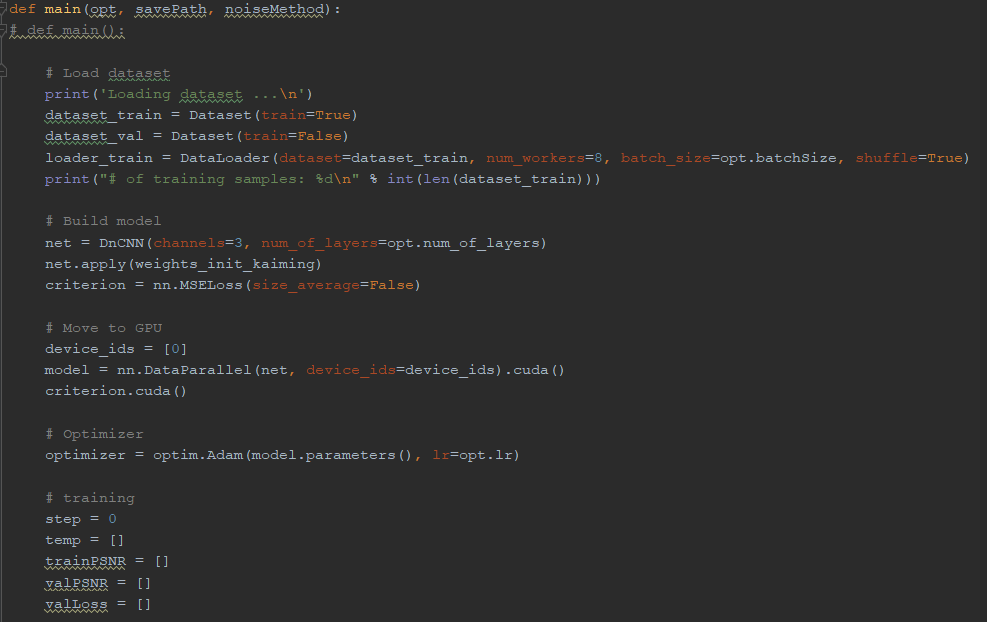 def main(opt, savePath, noiseMethod):
# def main():
# Load dataset
print('Loading dataset ...\n')
dataset_train = Dataset(train=True)
dataset_val = Dataset(train=False)
loader_train = DataLoader(dataset=dataset_train, num_workers=8, batch_size=opt.batchSize, shuffle=True)
print("# of training samples: %d\n" % int(len(dataset_train)))
# Build model
net = DnCNN(channels=3, num_of_layers=opt.num_of_layers)
net.apply(weights_init_kaiming)
criterion = nn.MSELoss(size_average=False)
# Move to GPU
device_ids = [0]
model = nn.DataParallel(net, device_ids=device_ids).cuda()
criterion.cuda()
# Optimizer
optimizer = optim.Adam(model.parameters(), lr=opt.lr)
# training
step = 0
temp = []
trainPSNR = []
valPSNR = []
valLoss = []